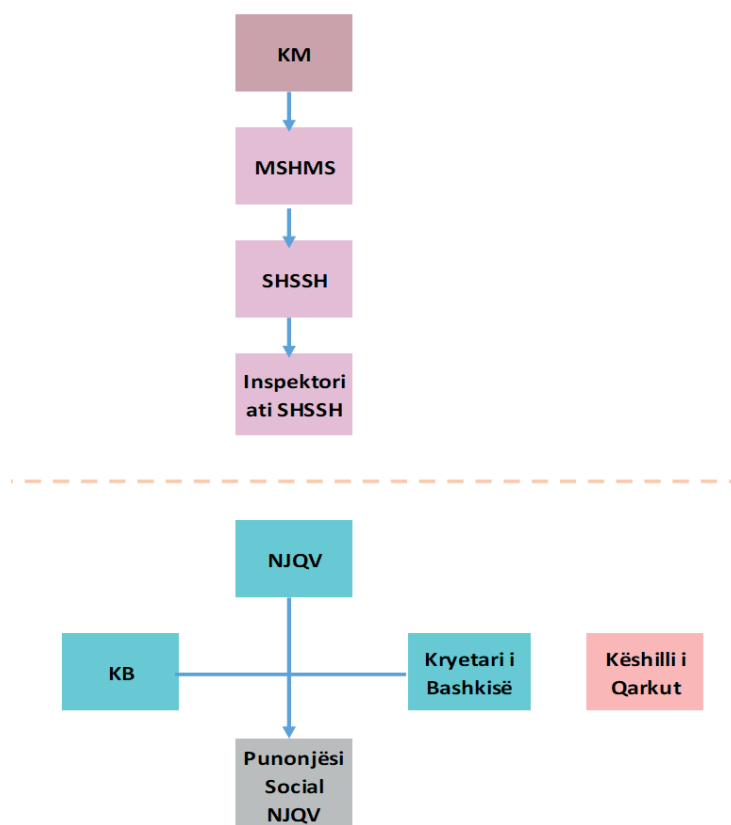 KM
MSHMS
SHSSH
Inspektori
ati SHSSH
NJQV
KB
Kryetari i
Bashkisë
Këshilli i
Qarkut
Punonjësi
Social
NJQV